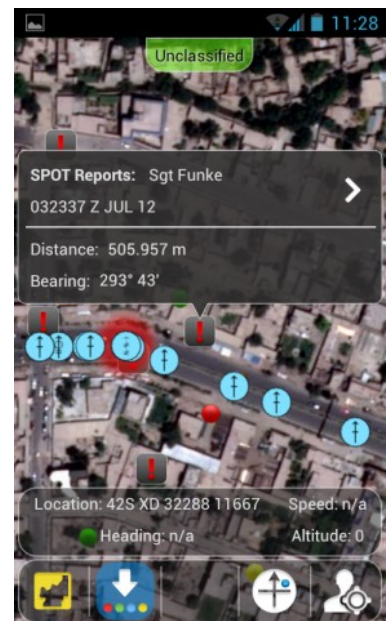 11:28
Unclassified
SPOT Reports: Sgt Funke
032337 Z JUL 12
Distance: 505.957 m
Bearing: 293° 43'
Location: 42S XD 32288 11667 Speed: n/a
Heading: n/a Altitude: 0